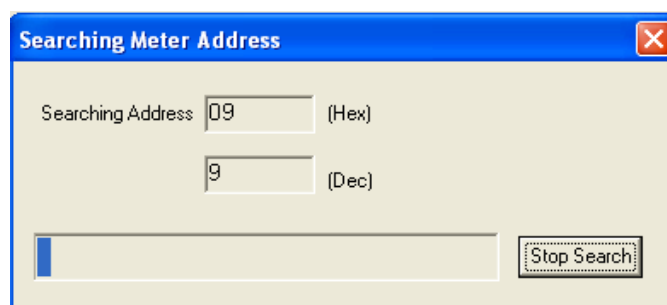 Searching Meter Address
Searching Address 09 (Hex)
9 (Dec)
Stop Search